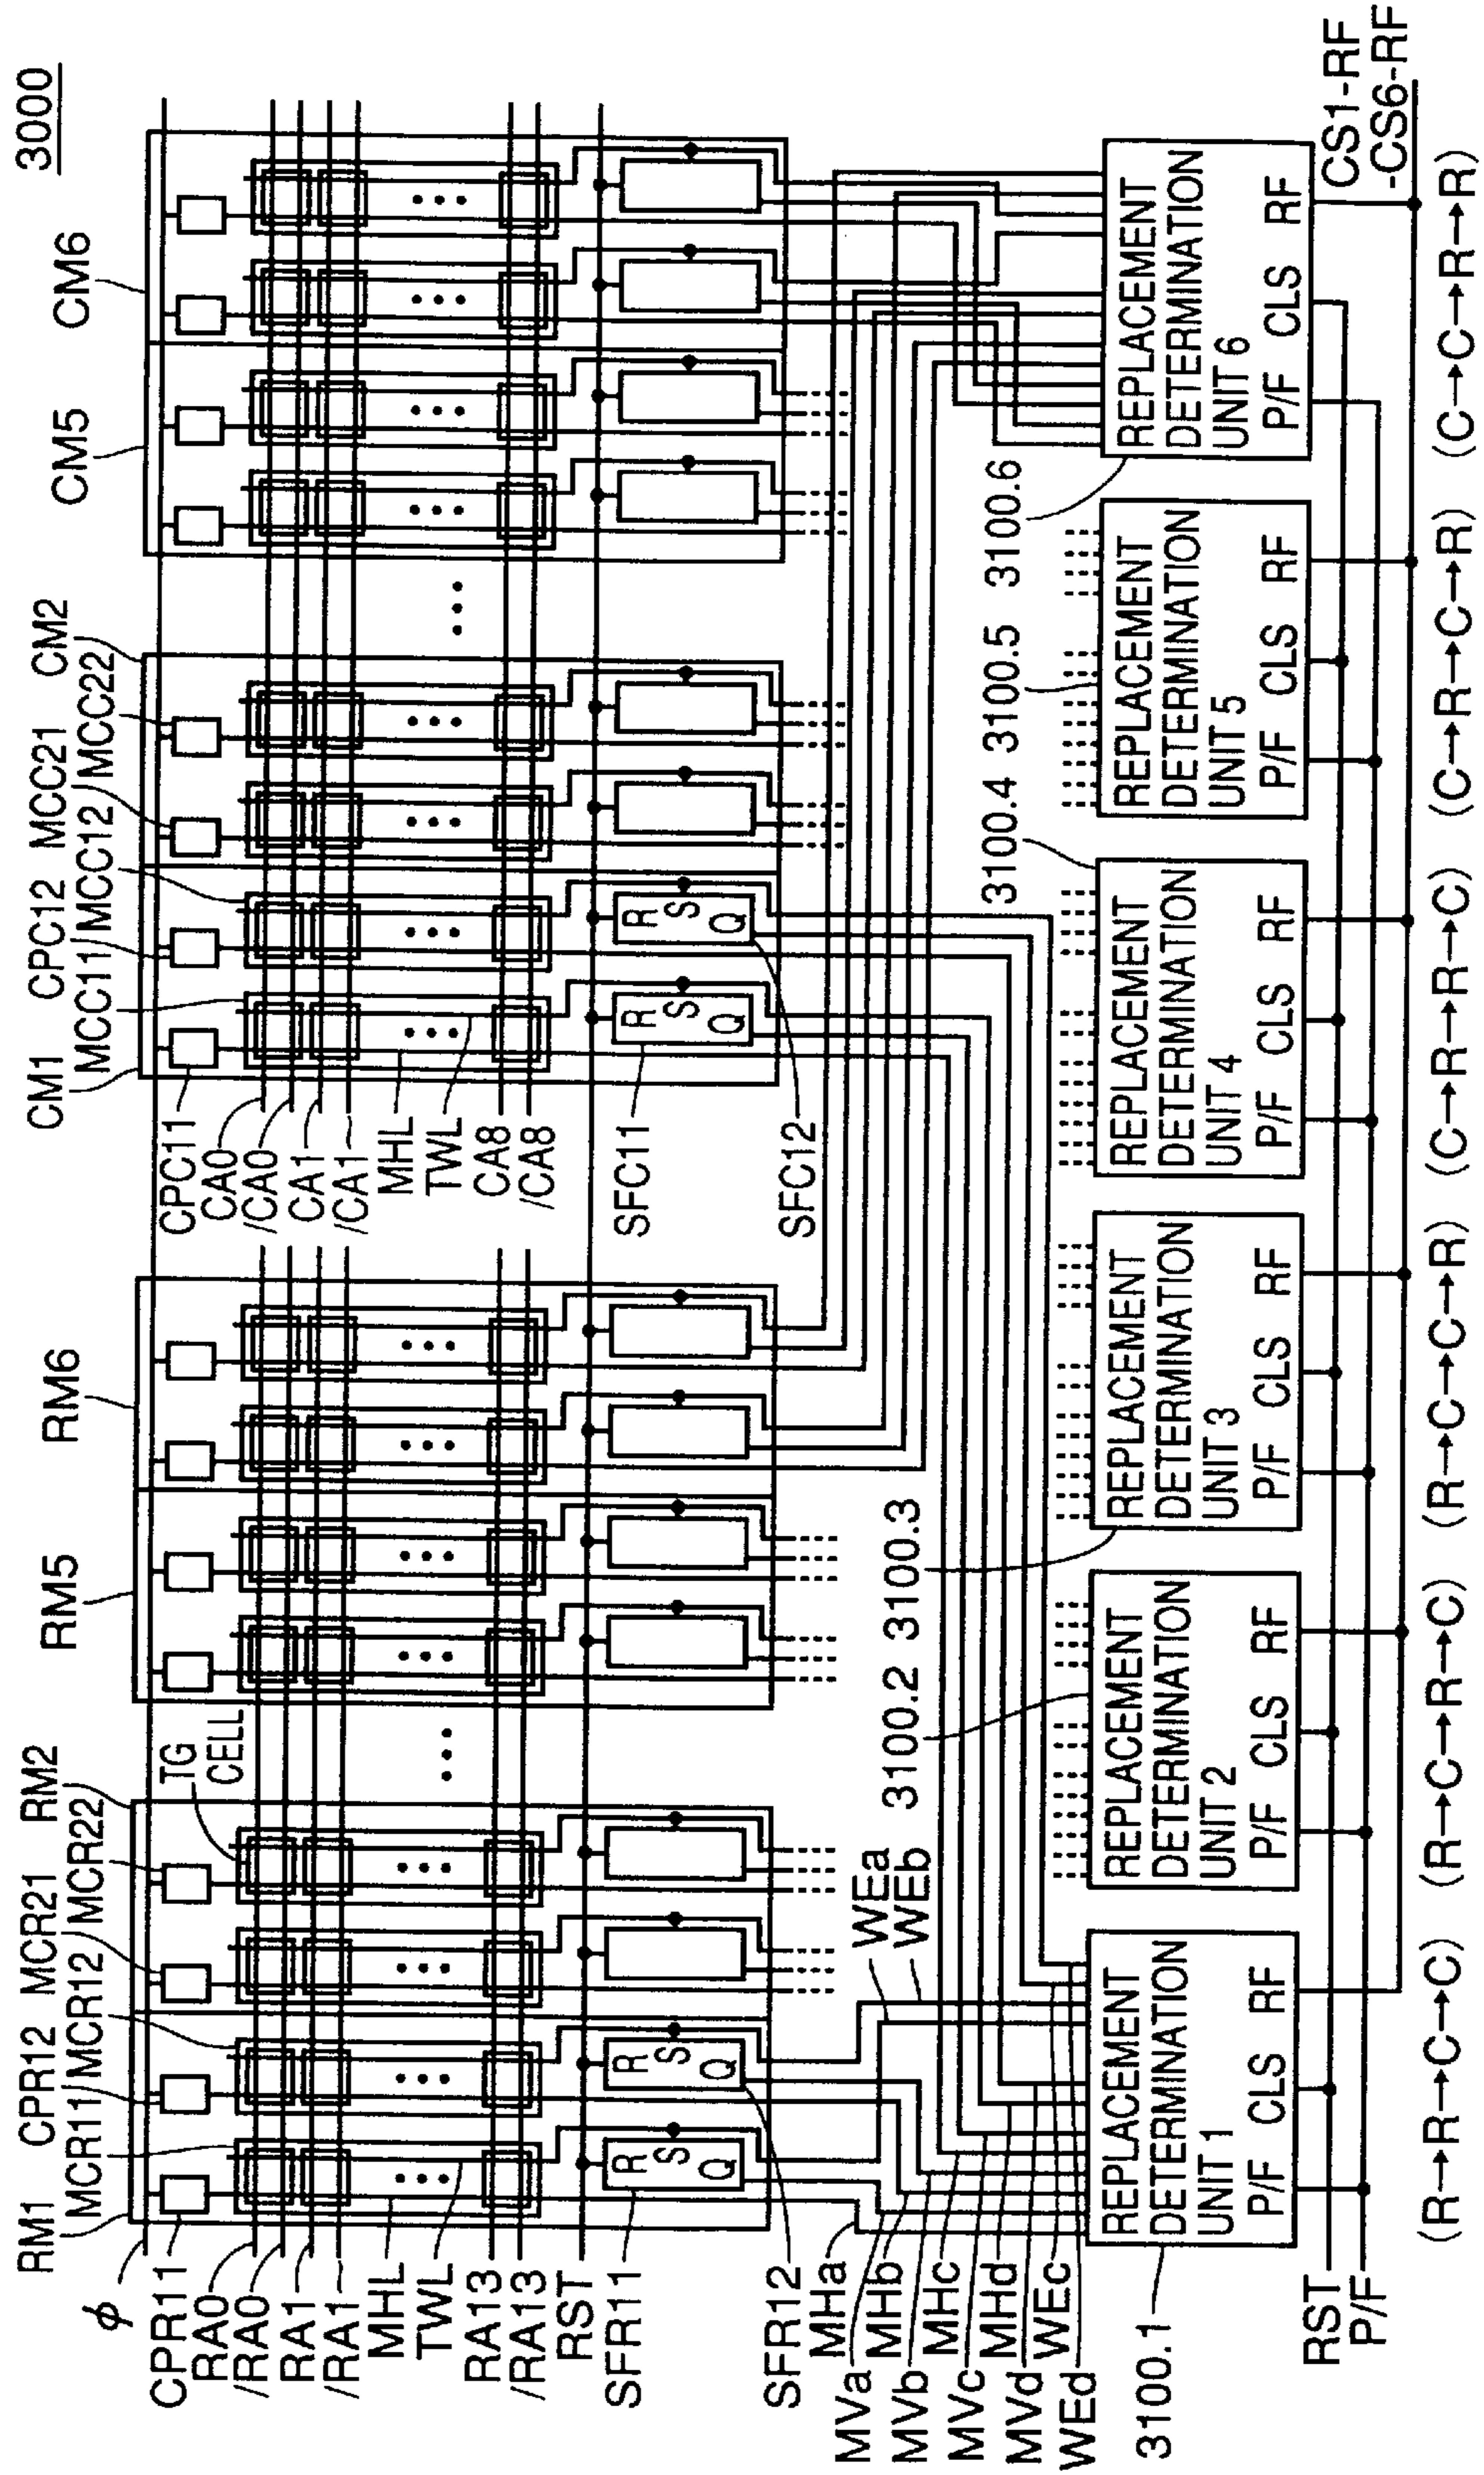 3000
RM1
MCR11
CPR12
MCR12
MCR21
MCR22
RM2
TG
CELL
RM5
RM6
CM1
MCC11
CPC12
MCC12
MCC21
MCC22
CM2
CM5
CM6
φ
CPR11
RA0
/RA0
RA1
/RA1
MHL
TWL
RA13
/RA13
RST
SFR11
SFR12
CPC11
CA0
/CA0
CA1
/CA1
MHL
TWL
CA8
/CA8
SFC11
SFC12
R
S
Q
R
S
Q
R
S
Q
R
S
Q
MHa
MVa
MHb
MVb
MHc
MVc
MHd
MVd
WEc
WEd
WEa
WEb
3100.1
3100.2
3100.3
3100.4
3100.5
3100.6
REPLACEMENT
DETERMINATION
UNIT 1
P/F CLS RF
REPLACEMENT
DETERMINATION
UNIT 2
P/F CLS RF
REPLACEMENT
DETERMINATION
UNIT 3
P/F CLS RF
REPLACEMENT
DETERMINATION
UNIT 4
P/F CLS RF
REPLACEMENT
DETERMINATION
UNIT 5
P/F CLS RF
REPLACEMENT
DETERMINATION
UNIT 6
P/F CLS RF
RST
P/F
CS1-RF
-CS6-RF
(R→R→C→C)
(R→C→R→C)
(R→C→C→R)
(C→R→R→C)
(C→R→C→R)
(C→C→R→R)